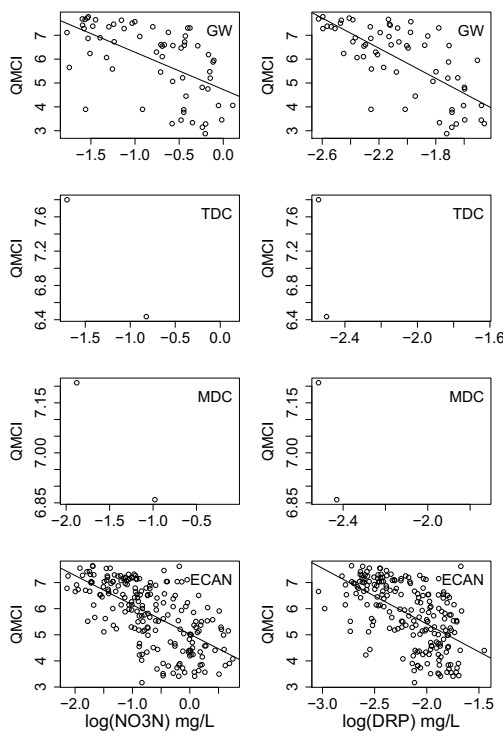 QMCI
7
6
5
4
3
GW
−1.5 −1.0 −0.5 0.0
QMCI
7
6
5
4
3
GW
−2.6 −2.2 −1.8
QMCI
7.6
7.2
6.8
6.4
TDC
−1.5 −1.0 −0.5 0.0
QMCI
7.6
7.2
6.8
6.4
TDC
−2.4 −2.0 −1.6
QMCI
7.15
7.00
6.85
MDC
−2.0 −1.0 −0.5
QMCI
7.15
7.00
6.85
MDC
−2.4 −2.0
QMCI
7
6
5
4
3
ECAN
−2.0 −1.0 0.0
log(NO3N) mg/L
QMCI
7
6
5
4
3
ECAN
−3.0 −2.5 −2.0 −1.5
log(DRP) mg/L